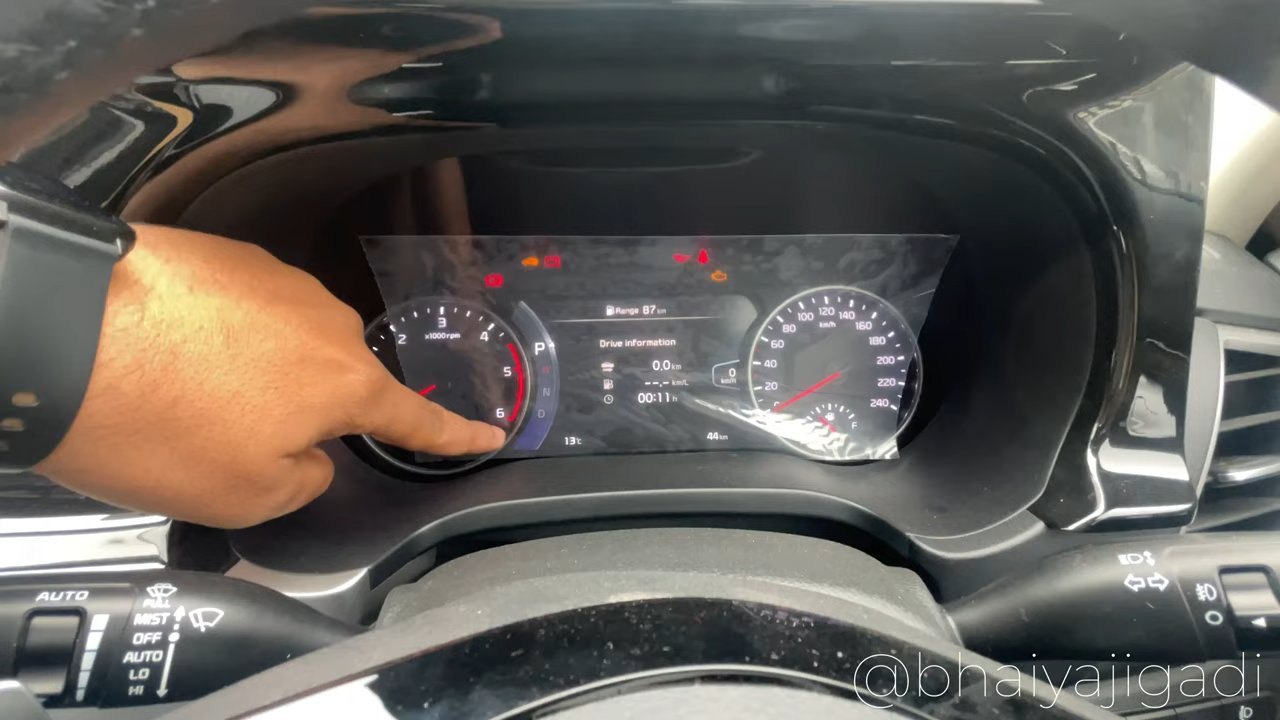 Range 87 km
2 3 4 5 6
x1000rpm
P
N
D
Drive information
0.0 km
--.- km/L
00:11 h
13°C
44 km
0
km/h
0 20 40 60 80 100 120 140 160 180 200 220 240
km/h
F
AUTO
PULL
MIST
OFF
AUTO
LO
HI
@bhaiyajigadi